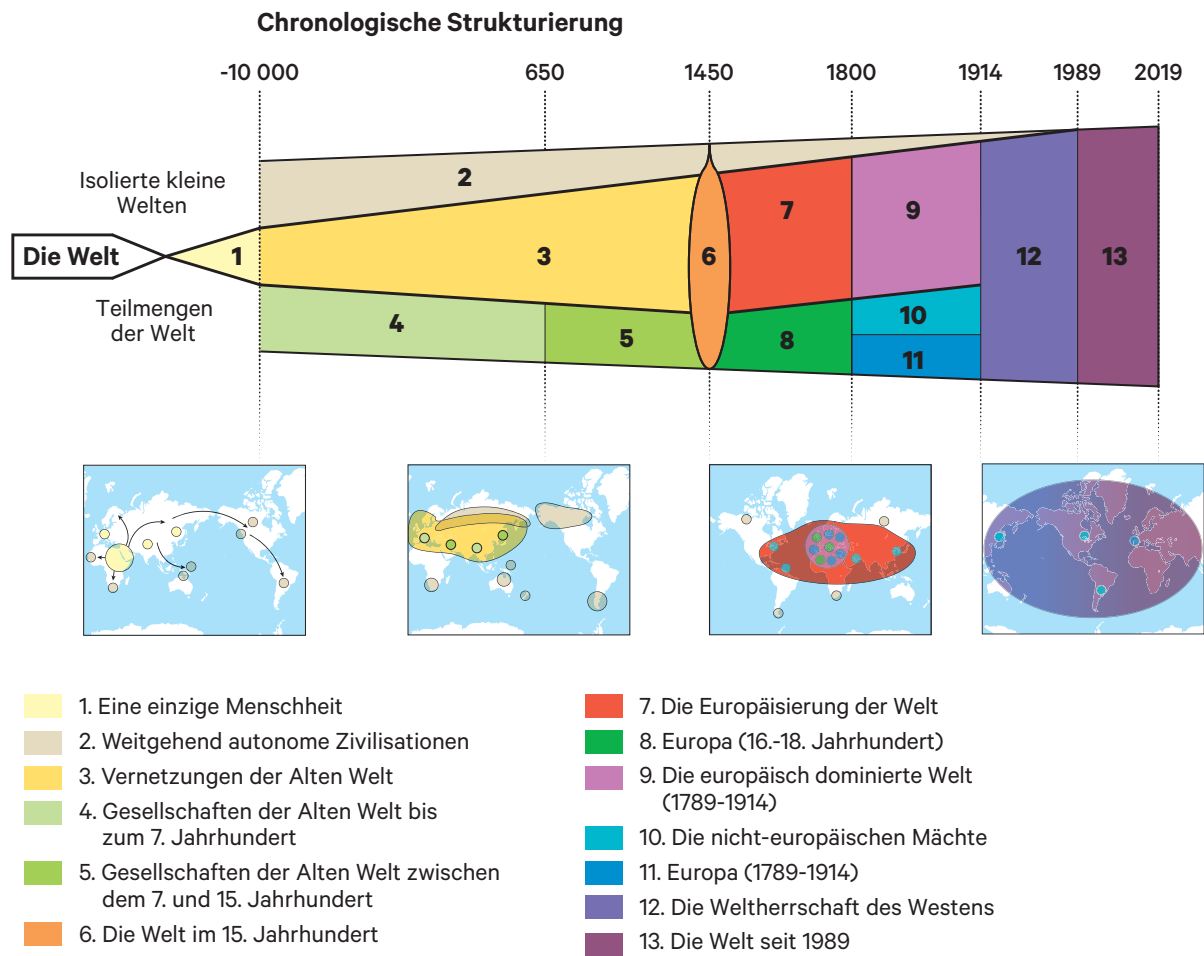 Chronologische Strukturierung
-10 000 650 1450 1800 1914 1989 2019
Isolierte kleine
Welten
Die Welt
Teilmengen
der Welt
1
2
3
4
5
6
7
8
9
10
11
12
13
1. Eine einzige Menschheit
2. Weitgehend autonome Zivilisationen
3. Vernetzungen der Alten Welt
4. Gesellschaften der Alten Welt bis
zum 7. Jahrhundert
5. Gesellschaften der Alten Welt zwischen
dem 7. und 15. Jahrhundert
6. Die Welt im 15. Jahrhundert
7. Die Europäisierung der Welt
8. Europa (16.-18. Jahrhundert)
9. Die europäisch dominierte Welt
(1789-1914)
10. Die nicht-europäischen Mächte
11. Europa (1789-1914)
12. Die Weltherrschaft des Westens
13. Die Welt seit 1989